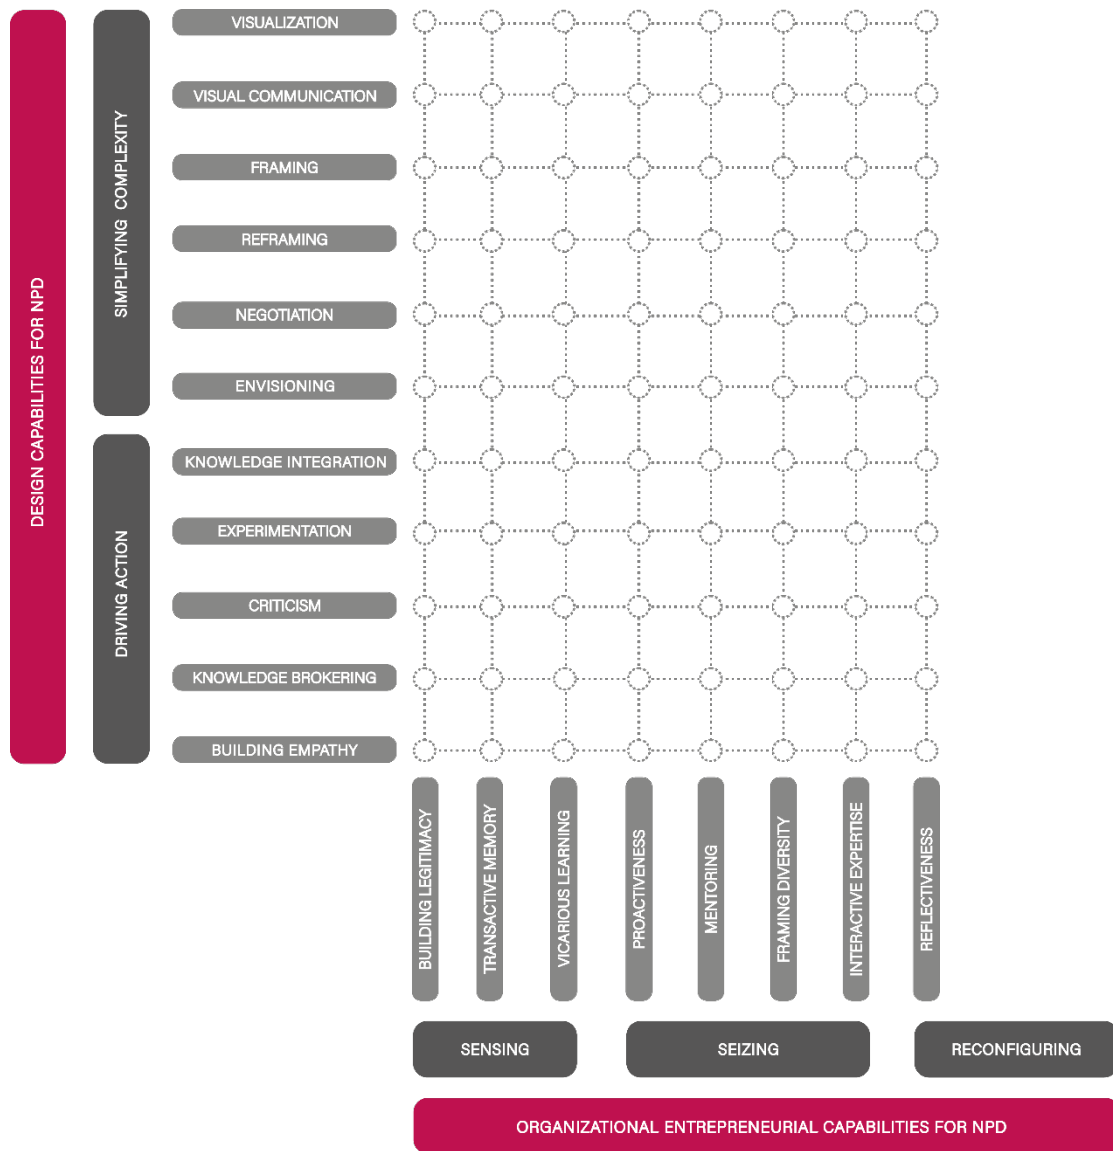 DESIGN CAPABILITIES FOR NPD
SIMPLIFYING COMPLEXITY
VISUALIZATION
VISUAL COMMUNICATION
FRAMING
REFRAMING
NEGOTIATION
ENVISIONING
DRIVING ACTION
KNOWLEDGE INTEGRATION
EXPERIMENTATION
CRITICISM
KNOWLEDGE BROKERING
BUILDING EMPATHY
BUILDING LEGITIMACY
TRANSACTIVE MEMORY
VICARIOUS LEARNING
PROACTIVENESS
MENTORING
FRAMING DIVERSITY
INTERACTIVE EXPERTISE
REFLECTIVENESS
SENSING
SEIZING
RECONFIGURING
ORGANIZATIONAL ENTREPRENEURIAL CAPABILITIES FOR NPD